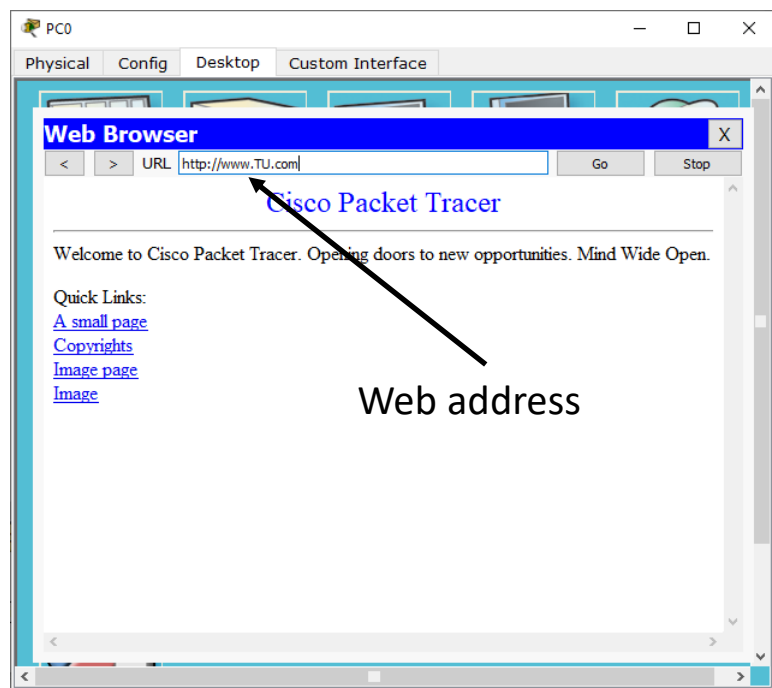 PC0
Physical Config Desktop Custom Interface
Web Browser X
< > URL http://www.TU.com Go Stop
Cisco Packet Tracer
Welcome to Cisco Packet Tracer. Opening doors to new opportunities. Mind Wide Open.
Quick Links:
A small page
Copyrights
Image page
Image
Web address